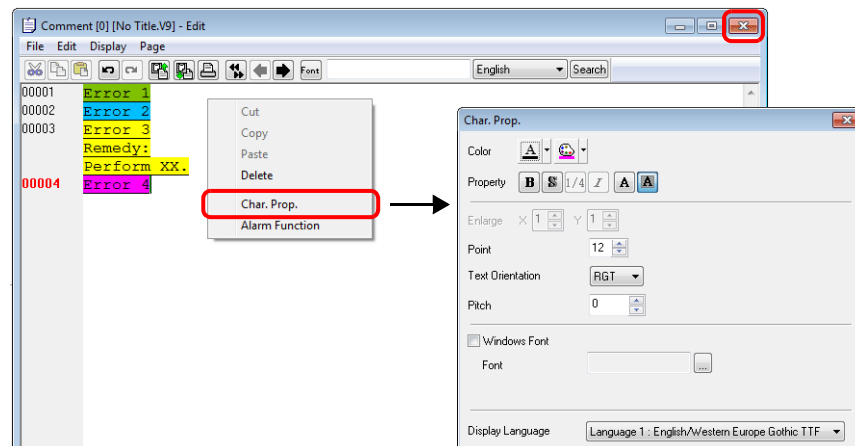 Comment [0] [No Title.V9] - Edit
File Edit Display Page
Font English Search
00001 Error 1
00002 Error 2
00003 Error 3
Remedy:
Perform XX.
00004 Error 4
Cut
Copy
Paste
Delete
Char. Prop.
Alarm Function
Char. Prop.
Color A
Property B S 1/4 I A A
Enlarge X 1 Y 1
Point 12
Text Orientation RGT
Pitch 0
Windows Font
Font ...
Display Language Language 1 : English/Western Europe Gothic TTF